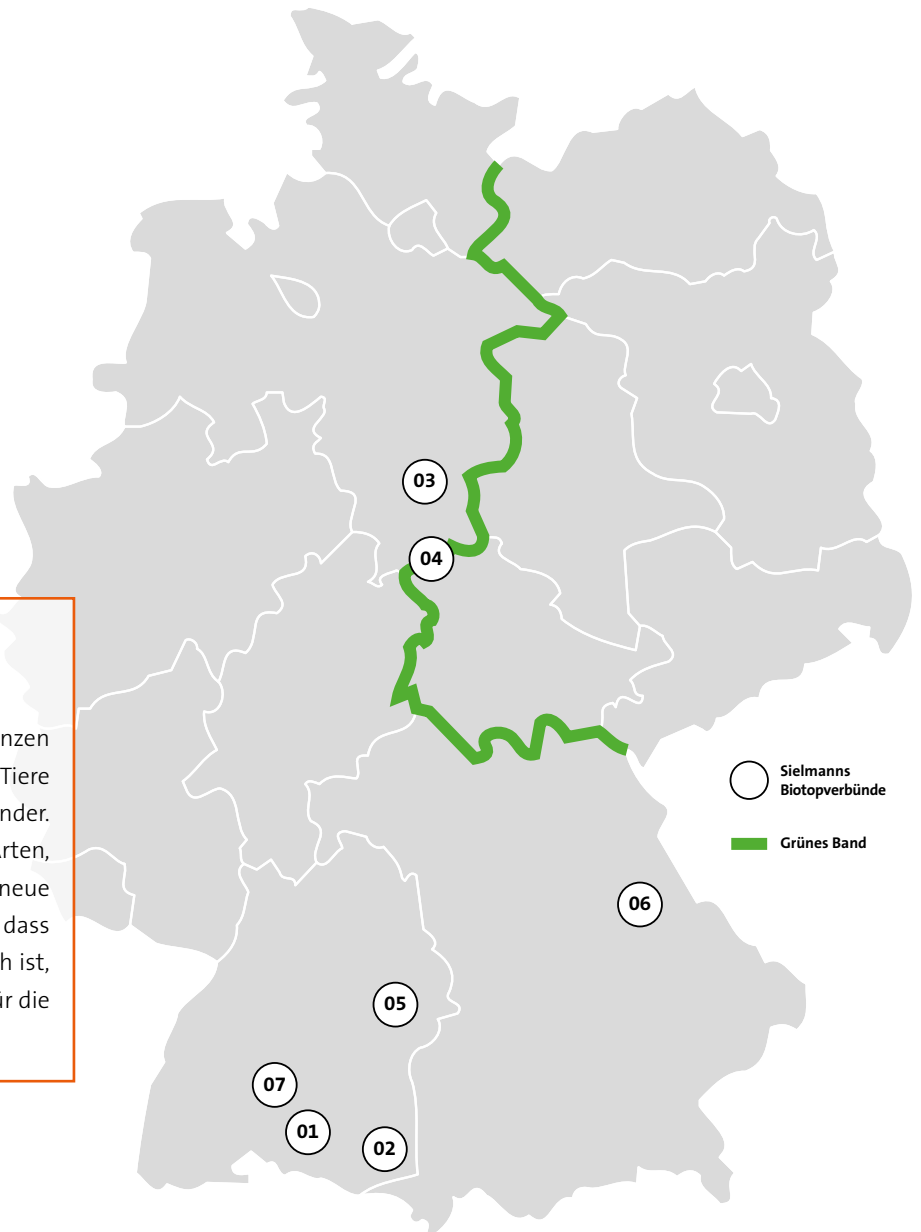 03
04
nzen
Tiere
nder.
rten,
neue
dass
h ist,
r die
Sielmanns
Biotopverbünde
Grünes Band
06
05
07
01
02